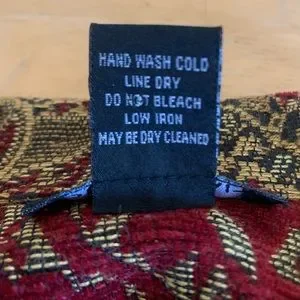 HAND WASH COLD
LINE DRY
DO NOT BLEACH
LOW IRON
MAY BE DRY CLEANED